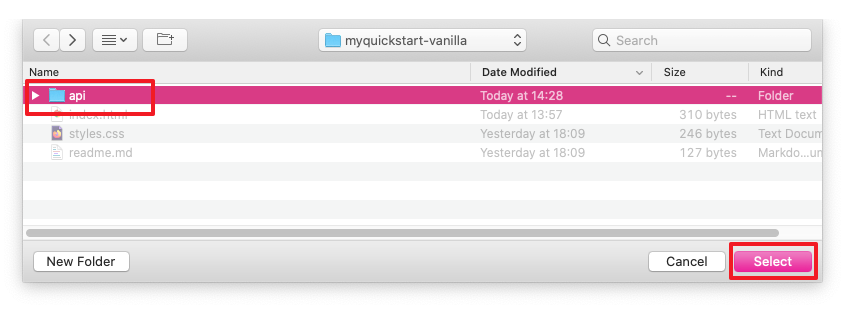 myquickstart-vanilla Search
Name Date Modified Size Kind
api Today at 14:28 -- Folder
index.html Today at 13:57 310 bytes HTML text
styles.css Yesterday at 18:09 246 bytes Text Docum
readme.md Yesterday at 18:09 127 bytes Markdo...um
New Folder Cancel Select